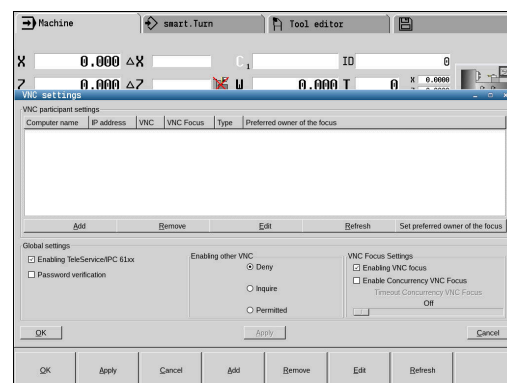 Machine smart.Turn Tool editor
X 0.000 △X C 1 ID 0
Z 0.000 △Z W 0.000 T 0 X 0.0000
VNC settings
VNC participant settings
Computer name IP address VNC VNC Focus Type Preferred owner of the focus
Add Remove Edit Refresh Set preferred owner of the focus
Global settings
Enabling TeleService/IPC 61xx
Password verification
Enabling other VNC
Deny
Inquire
Permitted
VNC Focus Settings
Enabling VNC focus
Enable Concurrency VNC Focus
Timeout Concurrency VNC Focus
Off
OK Apply Cancel
OK Apply Cancel Add Remove Edit Refresh